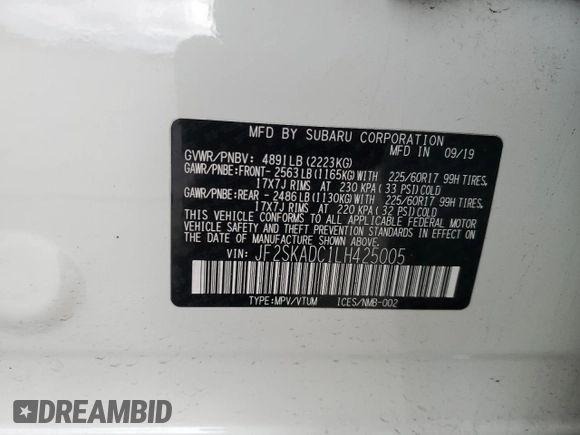 MFD BY SUBARU CORPORATION
MFD IN 09/19
GVWR/PNBV: 4891LB(2223KG)
GAWR/PNBE:FRONT-2563LB(1165KG)WITH 225/60R17 99H TIRES,
17X7J RIMS AT 230 KPA(33 PSI)COLD
GAWR/PNBE:REAR -2486LB(1130KG)WITH 225/60R17 99H TIRES,
17X7J RIMS AT 220 KPA(32 PSI)COLD
THIS VEHICLE CONFORMS TO ALL APPLICABLE FEDERAL MOTOR
VEHICLE SAFETY AND THEFT PREVENTION STANDARDS IN EFFECT ON
THE DATE OF MANUFACTURE SHOWN ABOVE.
VIN: JF2SKADC1LH425005
TYPE:MPV/VTUM ICES/NMB-002
DREAMBID